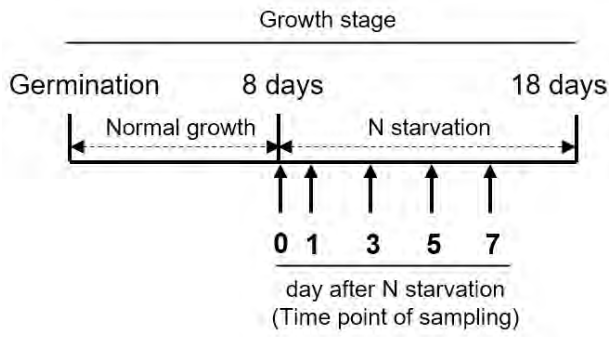 Growth stage
Germination 8 days 18 days
Normal growth N starvation
0 1 3 5 7
day after N starvation
(Time point of sampling)